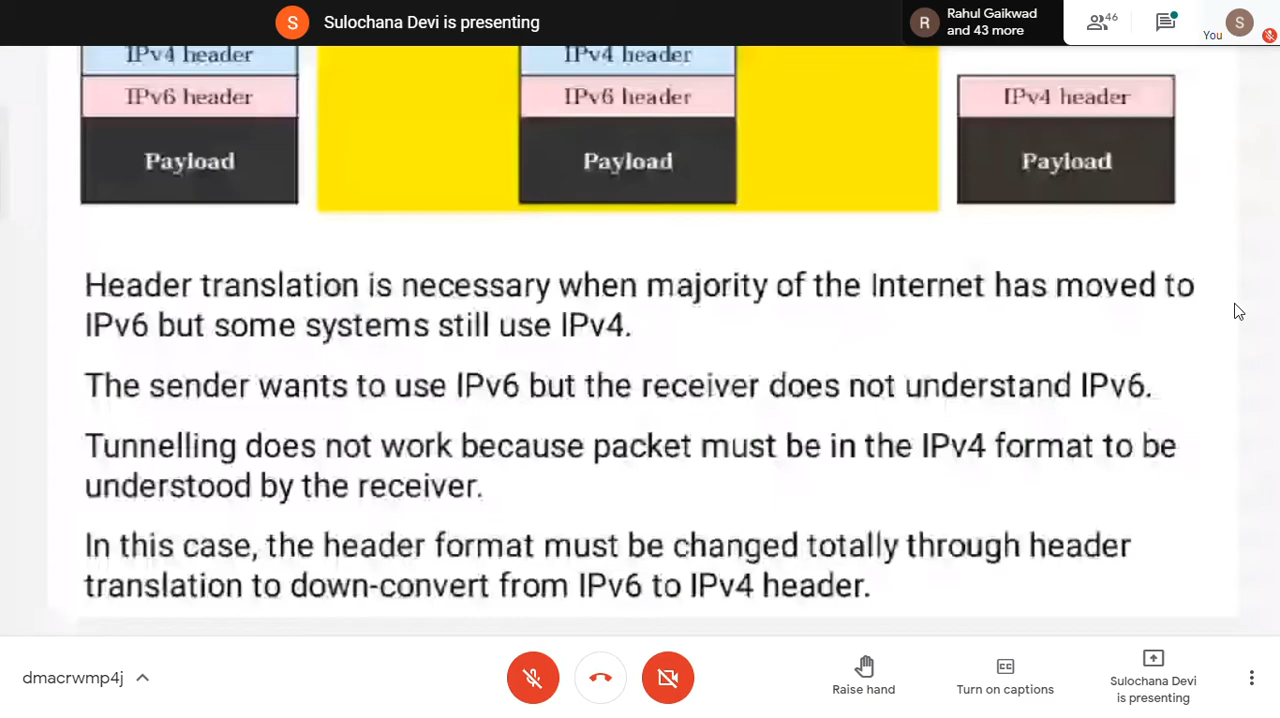 S Sulochana Devi is presenting
R Rahul Gaikwad
and 43 more
46
S
You
IPv4 header
IPv4 header
IPv6 header
IPv6 header
IPv4 header
Payload
Payload
Payload
Header translation is necessary when majority of the Internet has moved to
IPv6 but some systems still use IPv4.
The sender wants to use IPv6 but the receiver does not understand IPv6.
Tunnelling does not work because packet must be in the IPv4 format to be
understood by the receiver.
In this case, the header format must be changed totally through header
translation to down-convert from IPv6 to IPv4 header.
dmacrwmp4j
Raise hand
CC
Turn on captions
Sulochana Devi
is presenting